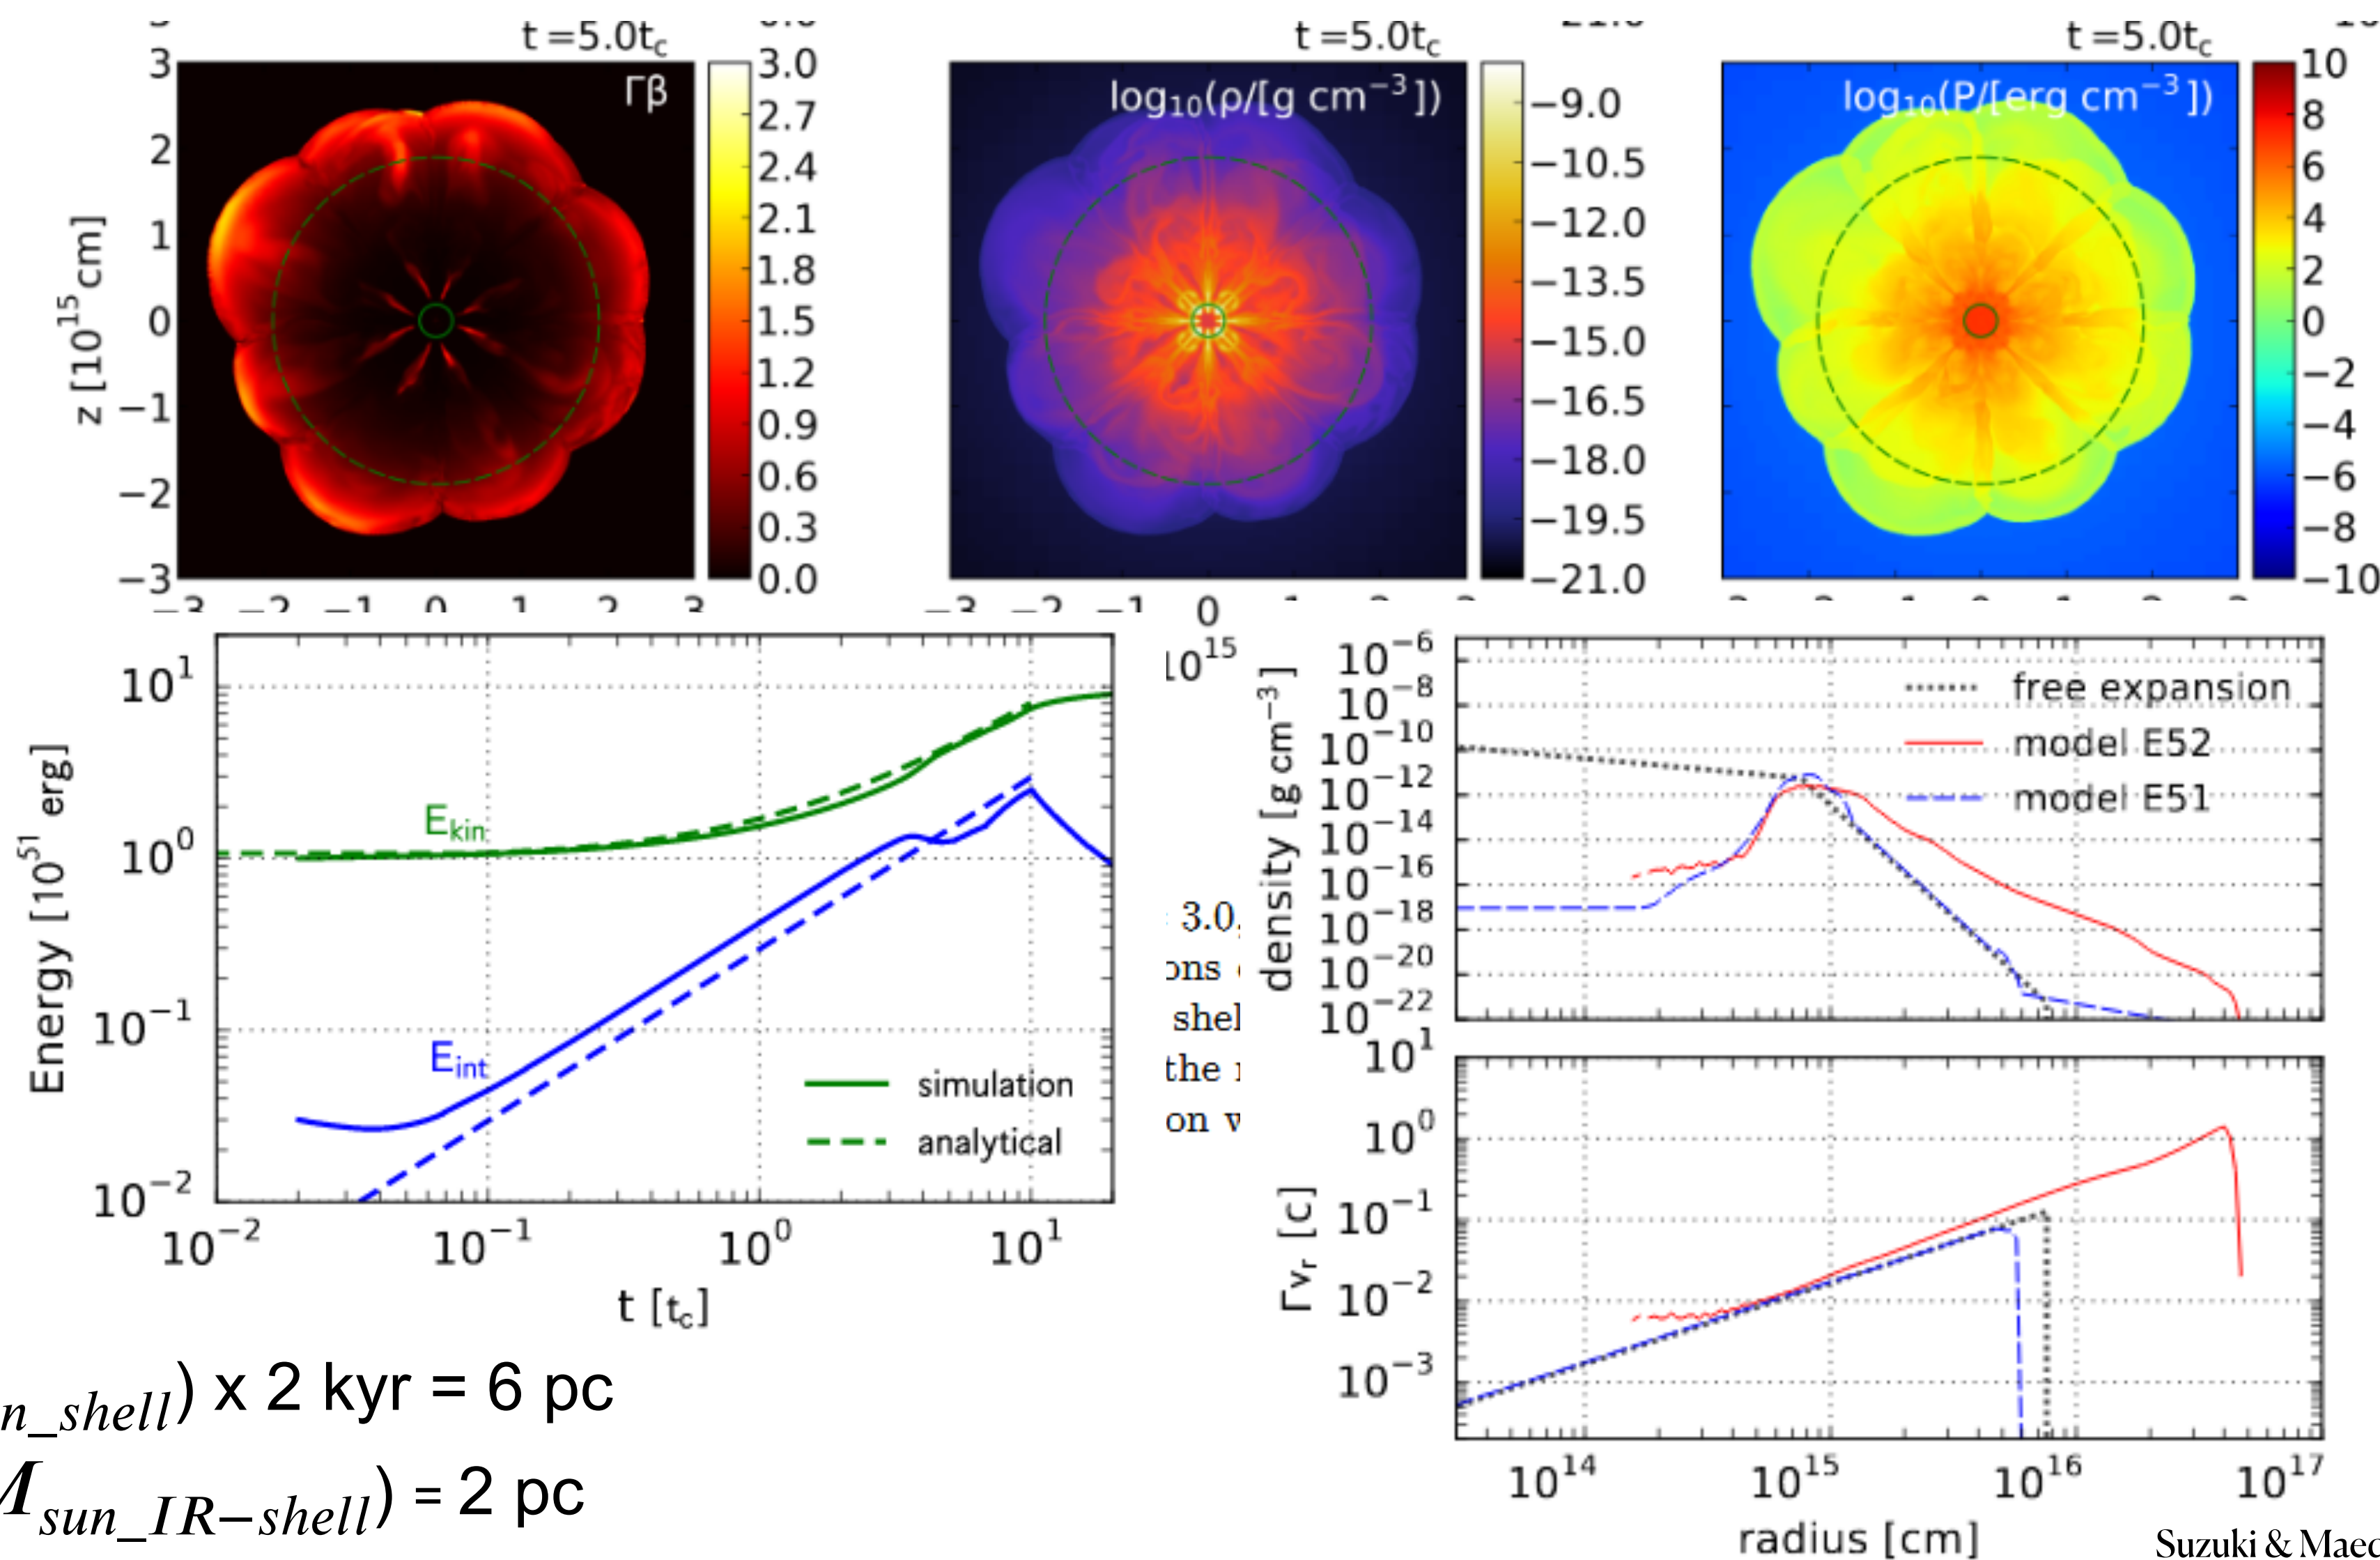 t =5.0t_c
Γβ
3
2
1
0
−1
−2
−3
z [10^15 cm]
3.0
2.7
2.4
2.1
1.8
1.5
1.2
0.9
0.6
0.3
0.0
−3 −2 −1 0 1 2 3
t =5.0t_c
log₁₀(ρ/[g cm⁻³])
−9.0
−10.5
−12.0
−13.5
−15.0
−16.5
−18.0
−19.5
−21.0
0
10^15
t =5.0t_c
log₁₀(P/[erg cm⁻³])
10
8
6
4
2
0
−2
−4
−6
−8
−10
Energy [10^51 erg]
10^1
10^0
10^-1
10^-2
E_kin
E_int
simulation
analytical
10^-2 10^-1 10^0 10^1
t [t_c]
3.0,
ons
shel
the
on v
density [g cm⁻³]
10^-6
10^-8
10^-10
10^-12
10^-14
10^-16
10^-18
10^-20
10^-22
free expansion
model E52
model E51
Γv_r [c]
10^1
10^0
10^-1
10^-2
10^-3
10^14 10^15 10^16 10^17
radius [cm]
n_shell) x 2 kyr = 6 pc
M_sun_IR−shell) = 2 pc
Suzuki & Maed